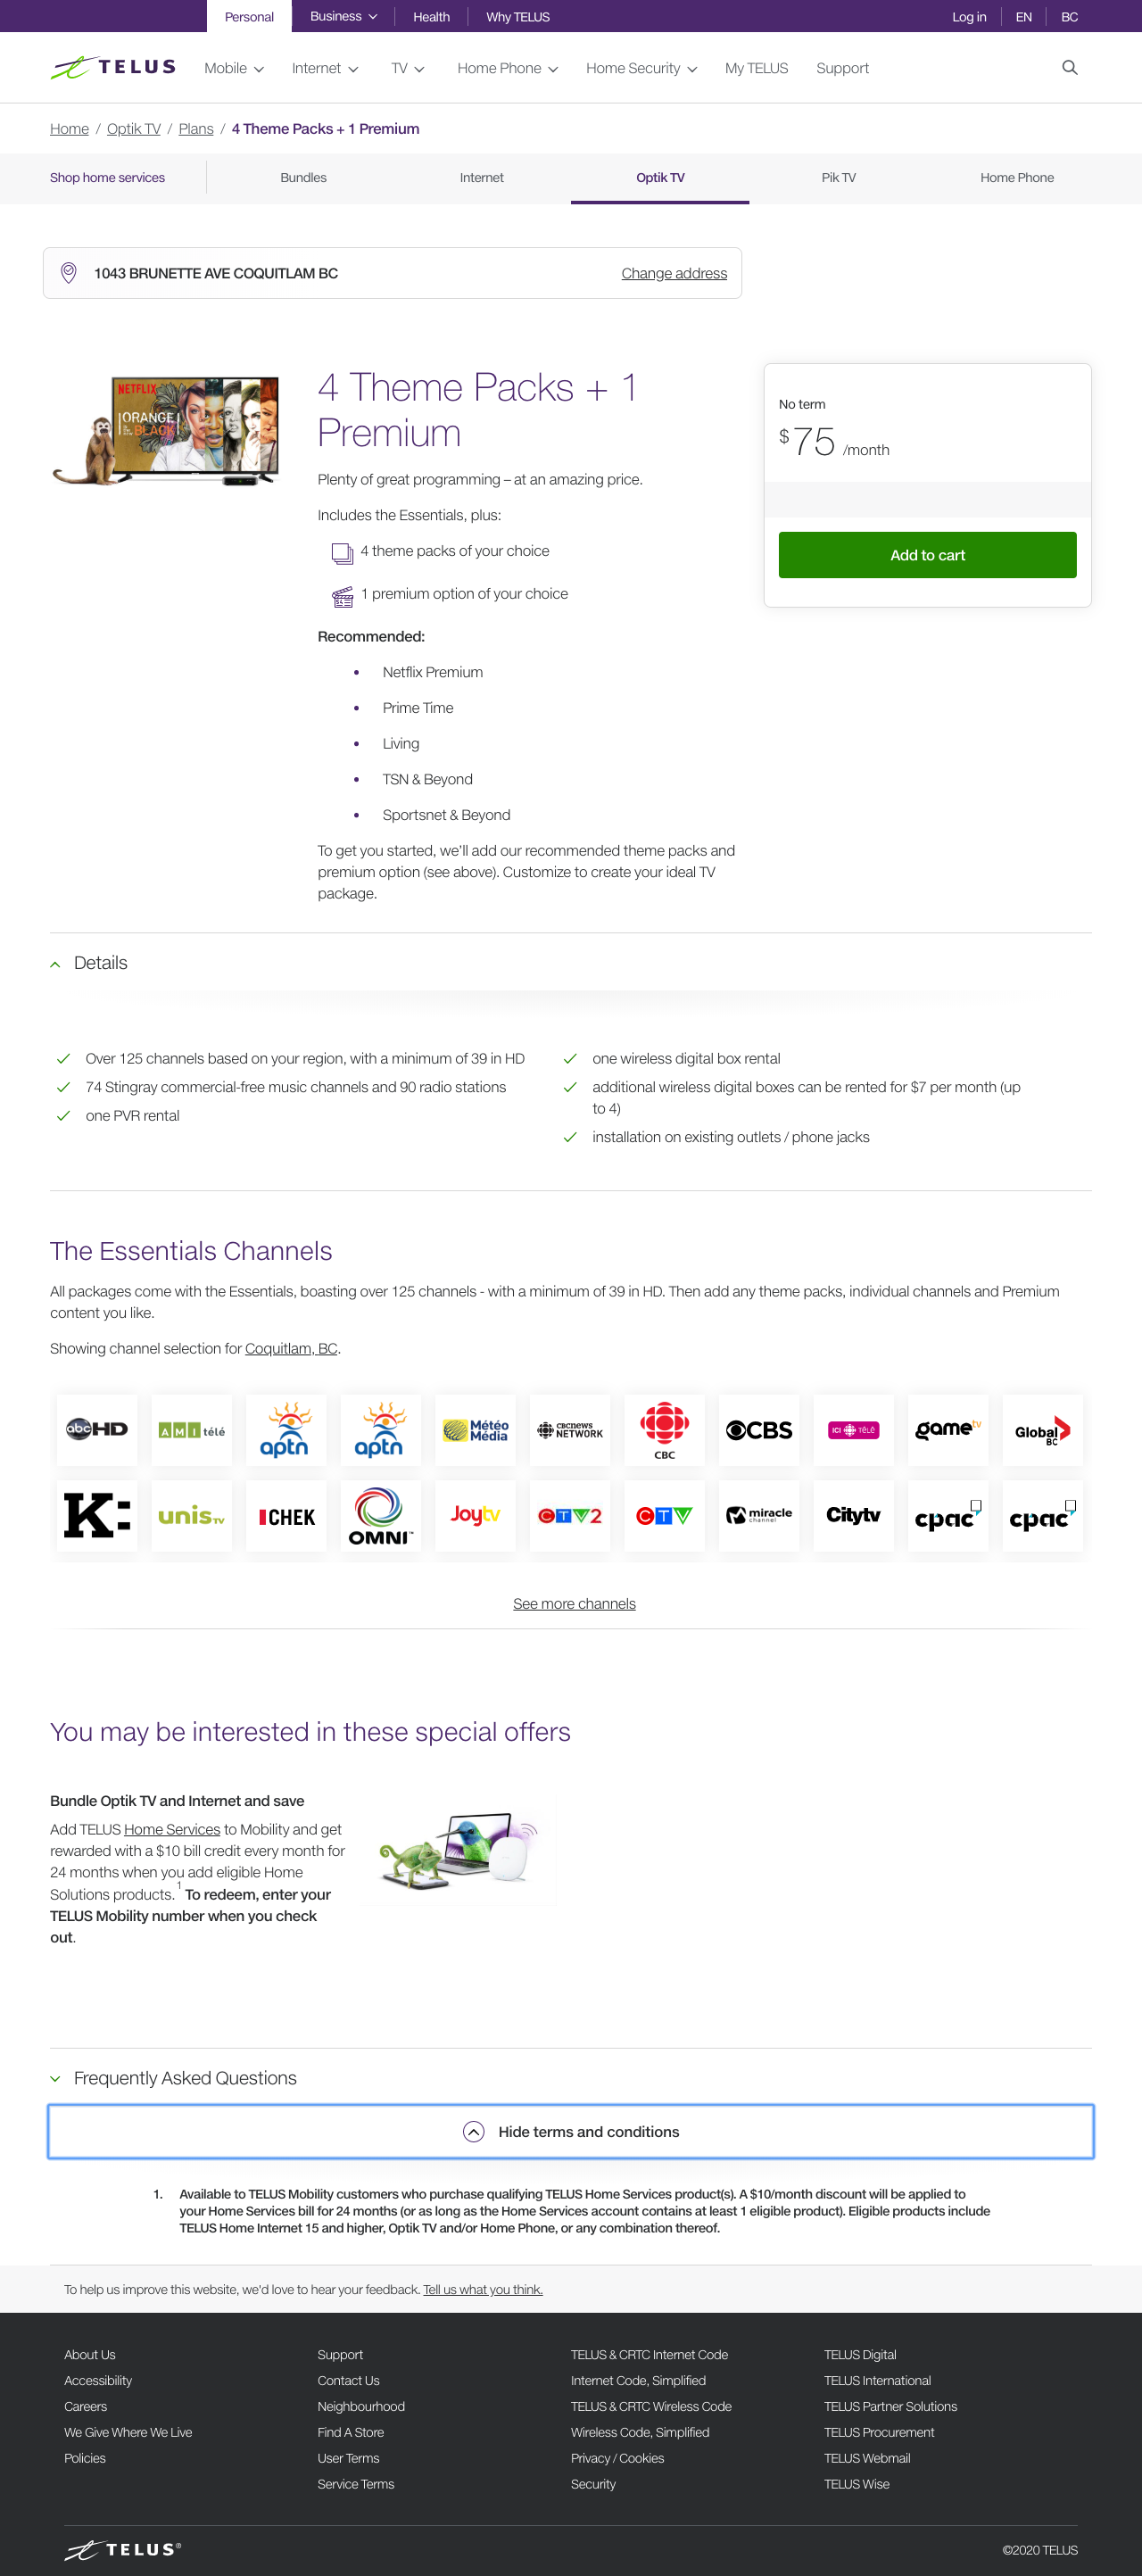 Personal
Business
Health
Why TELUS
Log in
EN
BC
TELUS
Mobile
Internet
TV
Home Phone
Home Security
My TELUS
Support
Home / Optik TV / Plans / 4 Theme Packs + 1 Premium
Shop home services
Bundles
Internet
Optik TV
Pik TV
Home Phone
1043 BRUNETTE AVE COQUITLAM BC
Change address
NETFLIX
ORANGE
IS THE NEW
BLACK
4 Theme Packs + 1
Premium
Plenty of great programming – at an amazing price.
Includes the Essentials, plus:
4 theme packs of your choice
1 premium option of your choice
Recommended:
• Netflix Premium
• Prime Time
• Living
• TSN & Beyond
• Sportsnet & Beyond
To get you started, we'll add our recommended theme packs and
premium option (see above). Customize to create your ideal TV
package.
No term
$75 /month
Add to cart
Details
Over 125 channels based on your region, with a minimum of 39 in HD
74 Stingray commercial-free music channels and 90 radio stations
one PVR rental
one wireless digital box rental
additional wireless digital boxes can be rented for $7 per month (up
to 4)
installation on existing outlets / phone jacks
The Essentials Channels
All packages come with the Essentials, boasting over 125 channels - with a minimum of 39 in HD. Then add any theme packs, individual channels and Premium
content you like.
Showing channel selection for Coquitlam, BC.
abc HD
AMI télé
aptn
aptn
Météo Média
CBC NEWS NETWORK
CBC
CBS
ICI TÉLÉ
game tv
Global BC
K:
unis TV
CHEK
OMNI™
Joytv
CTV2
CTV
miracle channel
Citytv
cpac
cpac
See more channels
You may be interested in these special offers
Bundle Optik TV and Internet and save
Add TELUS Home Services to Mobility and get
rewarded with a $10 bill credit every month for
24 months when you add eligible Home
Solutions products.1 To redeem, enter your
TELUS Mobility number when you check
out.
Frequently Asked Questions
Hide terms and conditions
1. Available to TELUS Mobility customers who purchase qualifying TELUS Home Services product(s). A $10/month discount will be applied to
your Home Services bill for 24 months (or as long as the Home Services account contains at least 1 eligible product). Eligible products include
TELUS Home Internet 15 and higher, Optik TV and/or Home Phone, or any combination thereof.
To help us improve this website, we'd love to hear your feedback. Tell us what you think.
About Us
Accessibility
Careers
We Give Where We Live
Policies
Support
Contact Us
Neighbourhood
Find A Store
User Terms
Service Terms
TELUS & CRTC Internet Code
Internet Code, Simplified
TELUS & CRTC Wireless Code
Wireless Code, Simplified
Privacy / Cookies
Security
TELUS Digital
TELUS International
TELUS Partner Solutions
TELUS Procurement
TELUS Webmail
TELUS Wise
TELUS®
©2020 TELUS